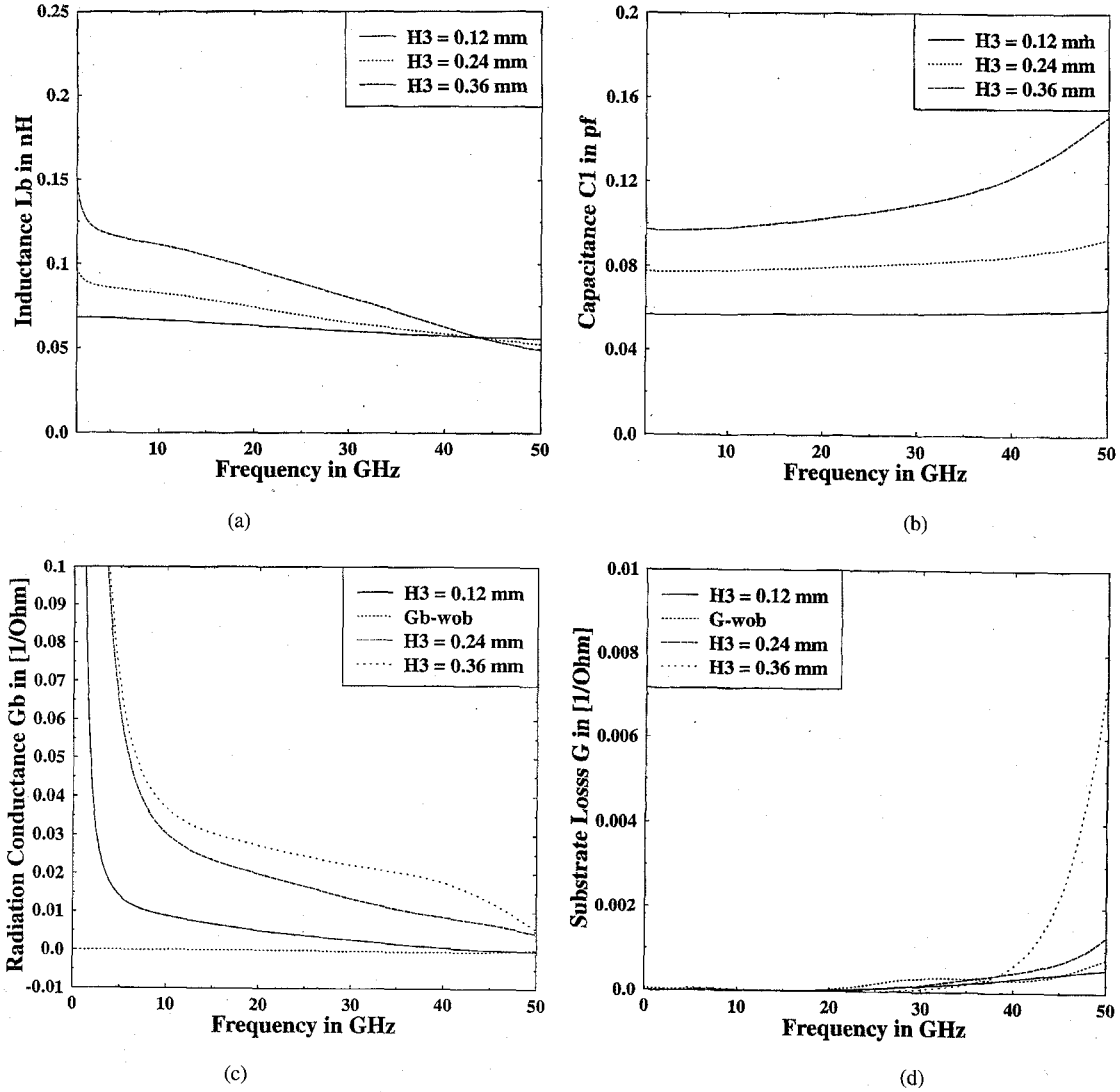 H3 = 0.12 mm
H3 = 0.24 mm
H3 = 0.36 mm
0.25
0.2
0.15
0.1
0.05
0.0
10
20
30
40
50
Inductance Lb in nH
Frequency in GHz
(a)
H3 = 0.12 mm
H3 = 0.24 mm
H3 = 0.36 mm
0.2
0.16
0.12
0.08
0.04
0.0
10
20
30
40
50
Capacitance C1 in pf
Frequency in GHz
(b)
H3 = 0.12 mm
Gb-wob
H3 = 0.24 mm
H3 = 0.36 mm
0.1
0.09
0.08
0.07
0.06
0.05
0.04
0.03
0.02
0.01
0.0
-0.01
0
10
20
30
40
50
Radiation Conductance Gb in [1/Ohm]
Frequency in GHz
(c)
H3 = 0.12 mm
G-wob
H3 = 0.24 mm
H3 = 0.36 mm
0.01
0.008
0.006
0.004
0.002
0.0
0
10
20
30
40
50
Substrate Losss G in [1/Ohm]
Frequency in GHz
(d)